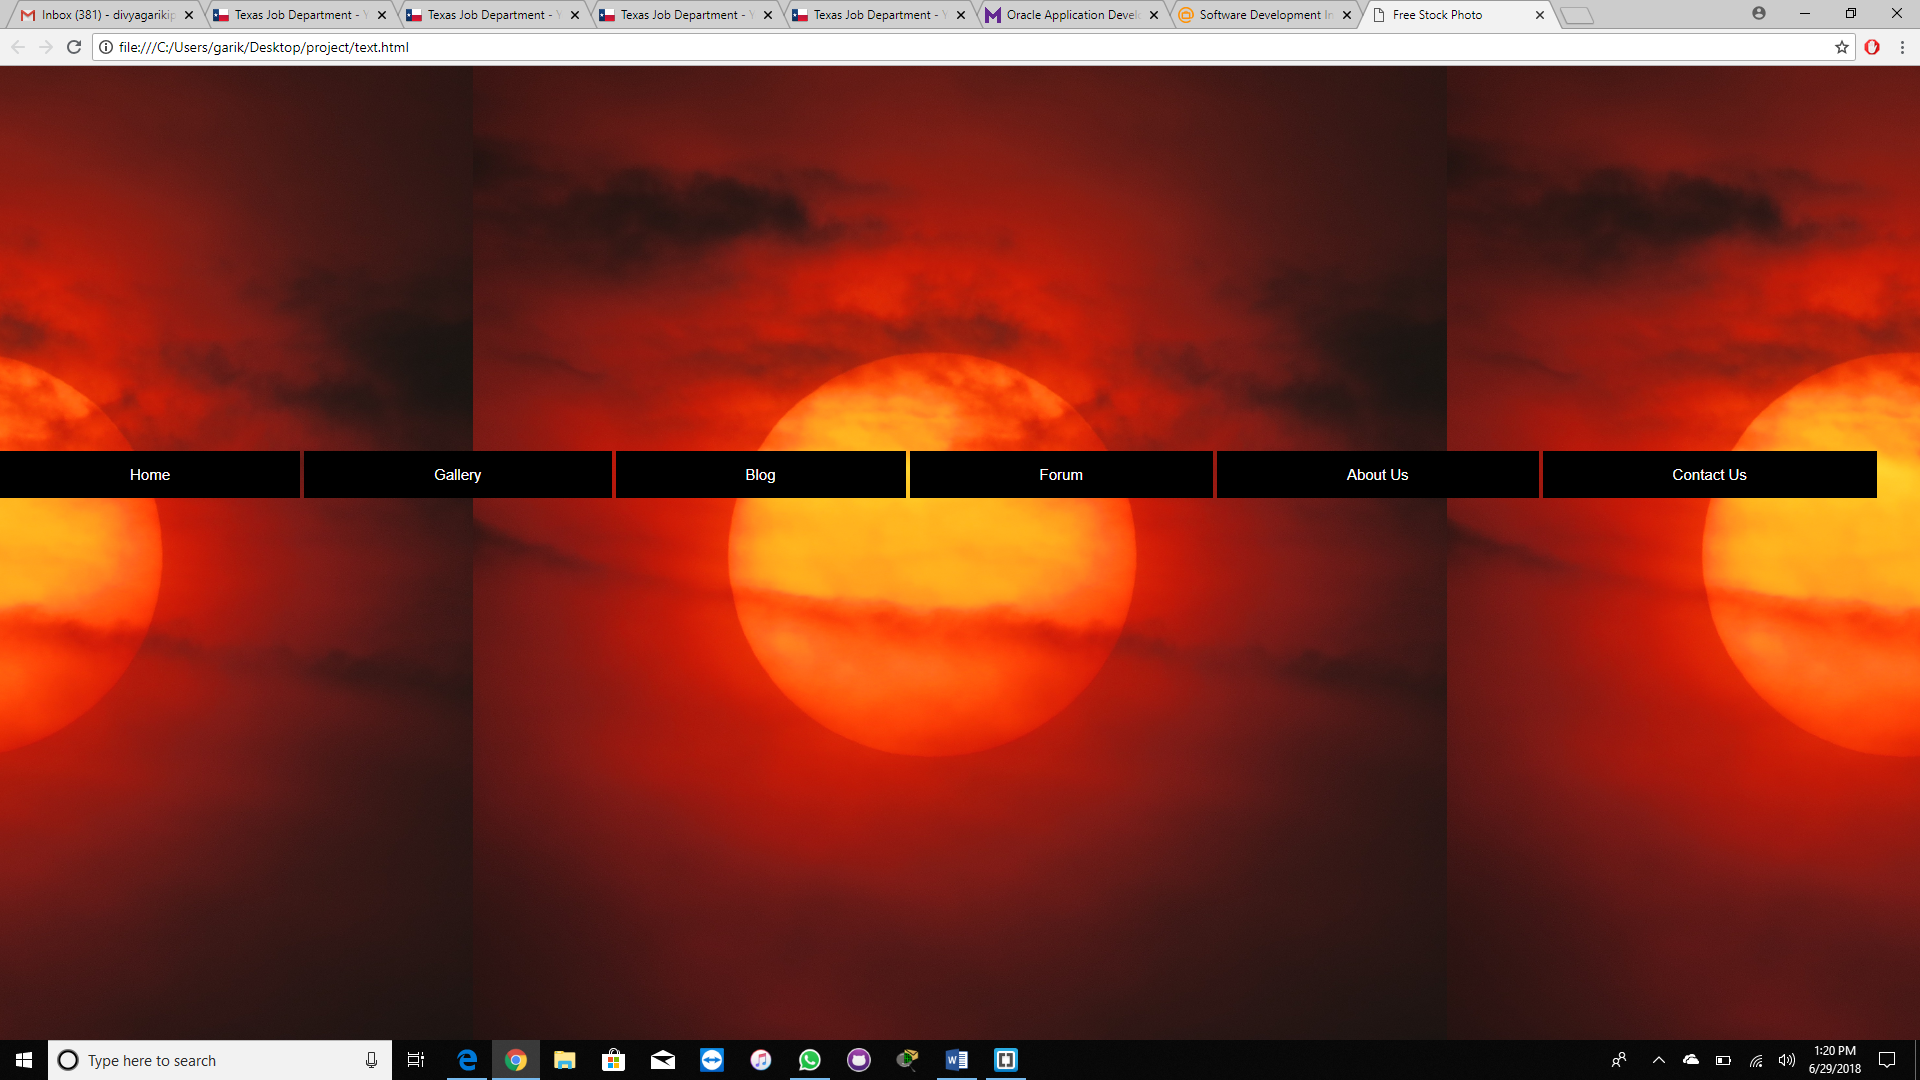 Inbox (381) - divyagarikip
Texas Job Department - Y
Texas Job Department - Y
Texas Job Department - Y
Texas Job Department - Y
Oracle Application Devel
Software Development In
Free Stock Photo
file:///C:/Users/garik/Desktop/project/text.html
Home
Gallery
Blog
Forum
About Us
Contact Us
Type here to search
1:20 PM
6/29/2018